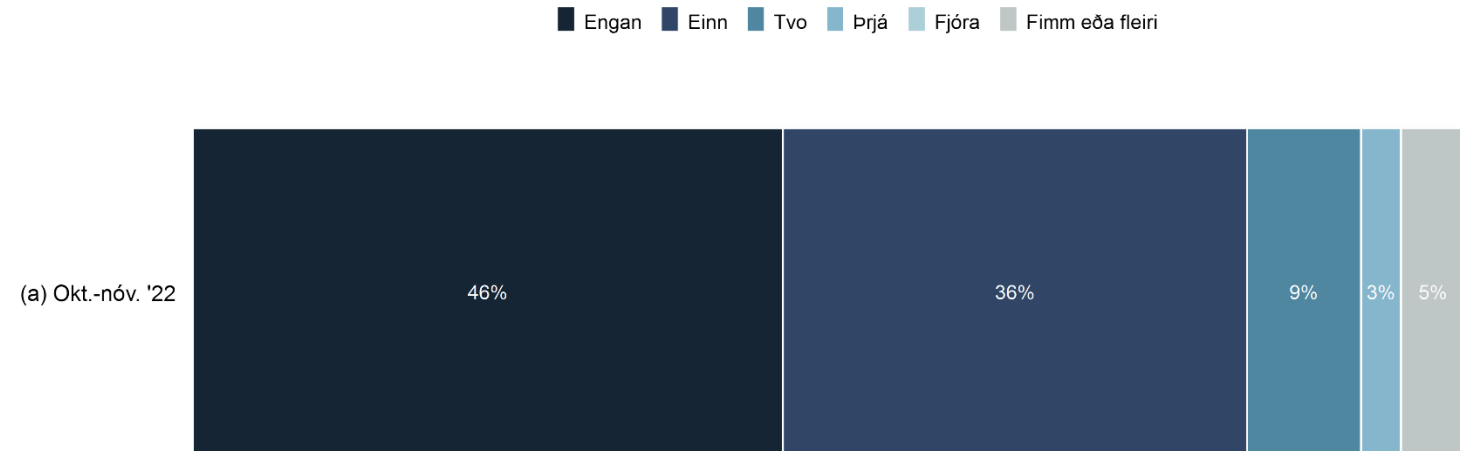 Engan Einn Tvo Þrjá Fjóra Fimm eða fleiri
(a) Okt.-nóv. '22 46% 36% 9% 3% 5%